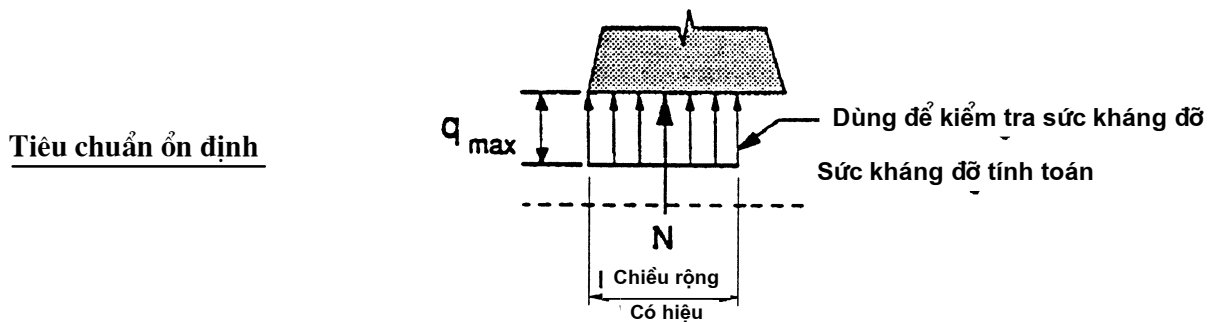 Tiêu chuẩn ổn định
q max
Dùng để kiểm tra sức kháng đỡ
Sức kháng đỡ tính toán
N
Chiều rộng
Có hiệu